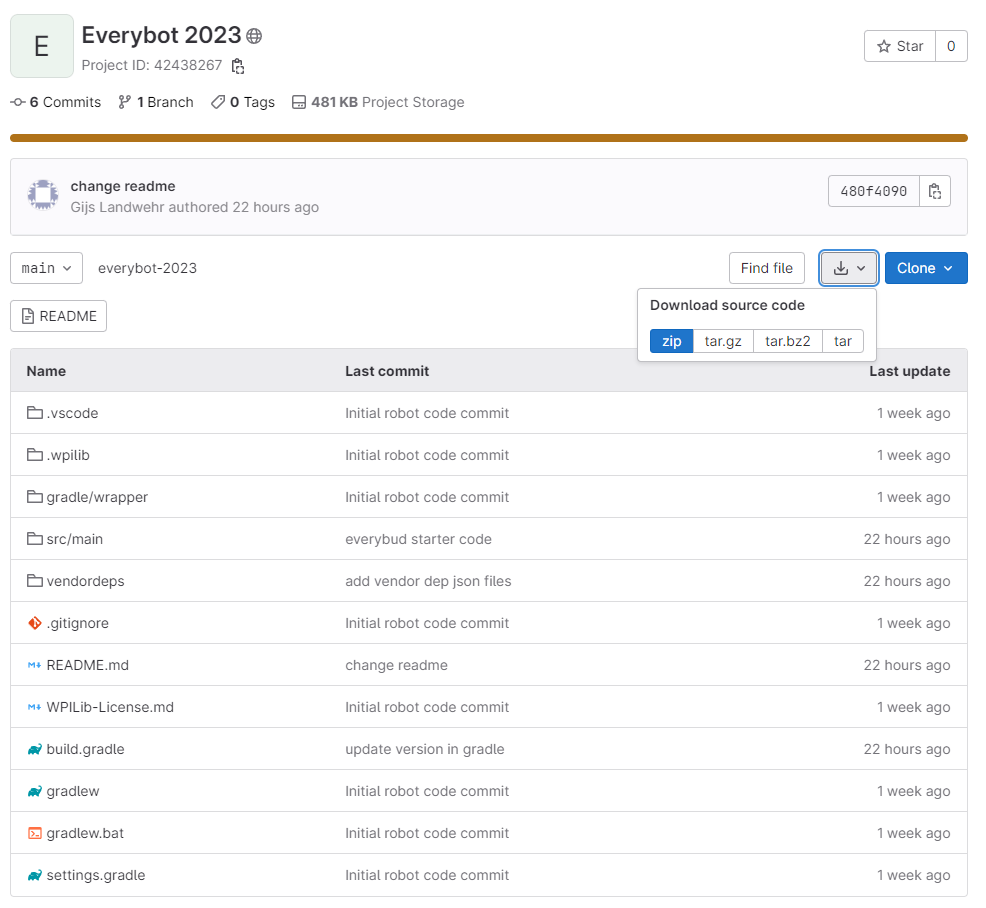 E
Everybot 2023
Project ID: 42438267
Star 0
6 Commits 1 Branch 0 Tags 481 KB Project Storage
change readme
Gijs Landwehr authored 22 hours ago
480f4090
main everybot-2023 Find file Clone
README
Download source code
zip tar.gz tar.bz2 tar
Name Last commit Last update
.vscode Initial robot code commit 1 week ago
.wpilib Initial robot code commit 1 week ago
gradle/wrapper Initial robot code commit 1 week ago
src/main everybud starter code 22 hours ago
vendordeps add vendor dep json files 22 hours ago
.gitignore Initial robot code commit 1 week ago
README.md change readme 22 hours ago
WPILib-License.md Initial robot code commit 1 week ago
build.gradle update version in gradle 22 hours ago
gradlew Initial robot code commit 1 week ago
gradlew.bat Initial robot code commit 1 week ago
settings.gradle Initial robot code commit 1 week ago